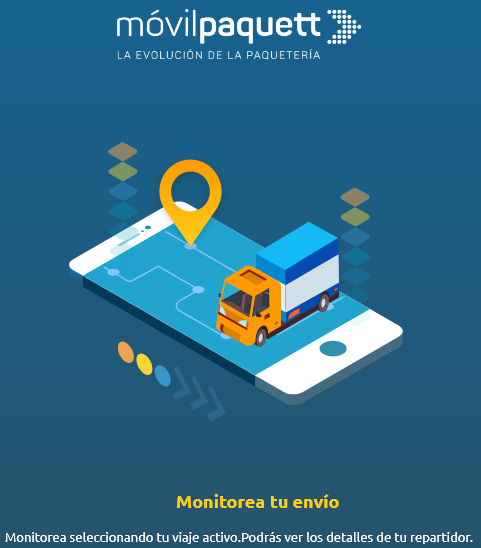 móvilpaquett
LA EVOLUCIÓN DE LA PAQUETERÍA
Monitorea tu envío
Monitorea seleccionando tu viaje activo.Podrás ver los detalles de tu repartidor.